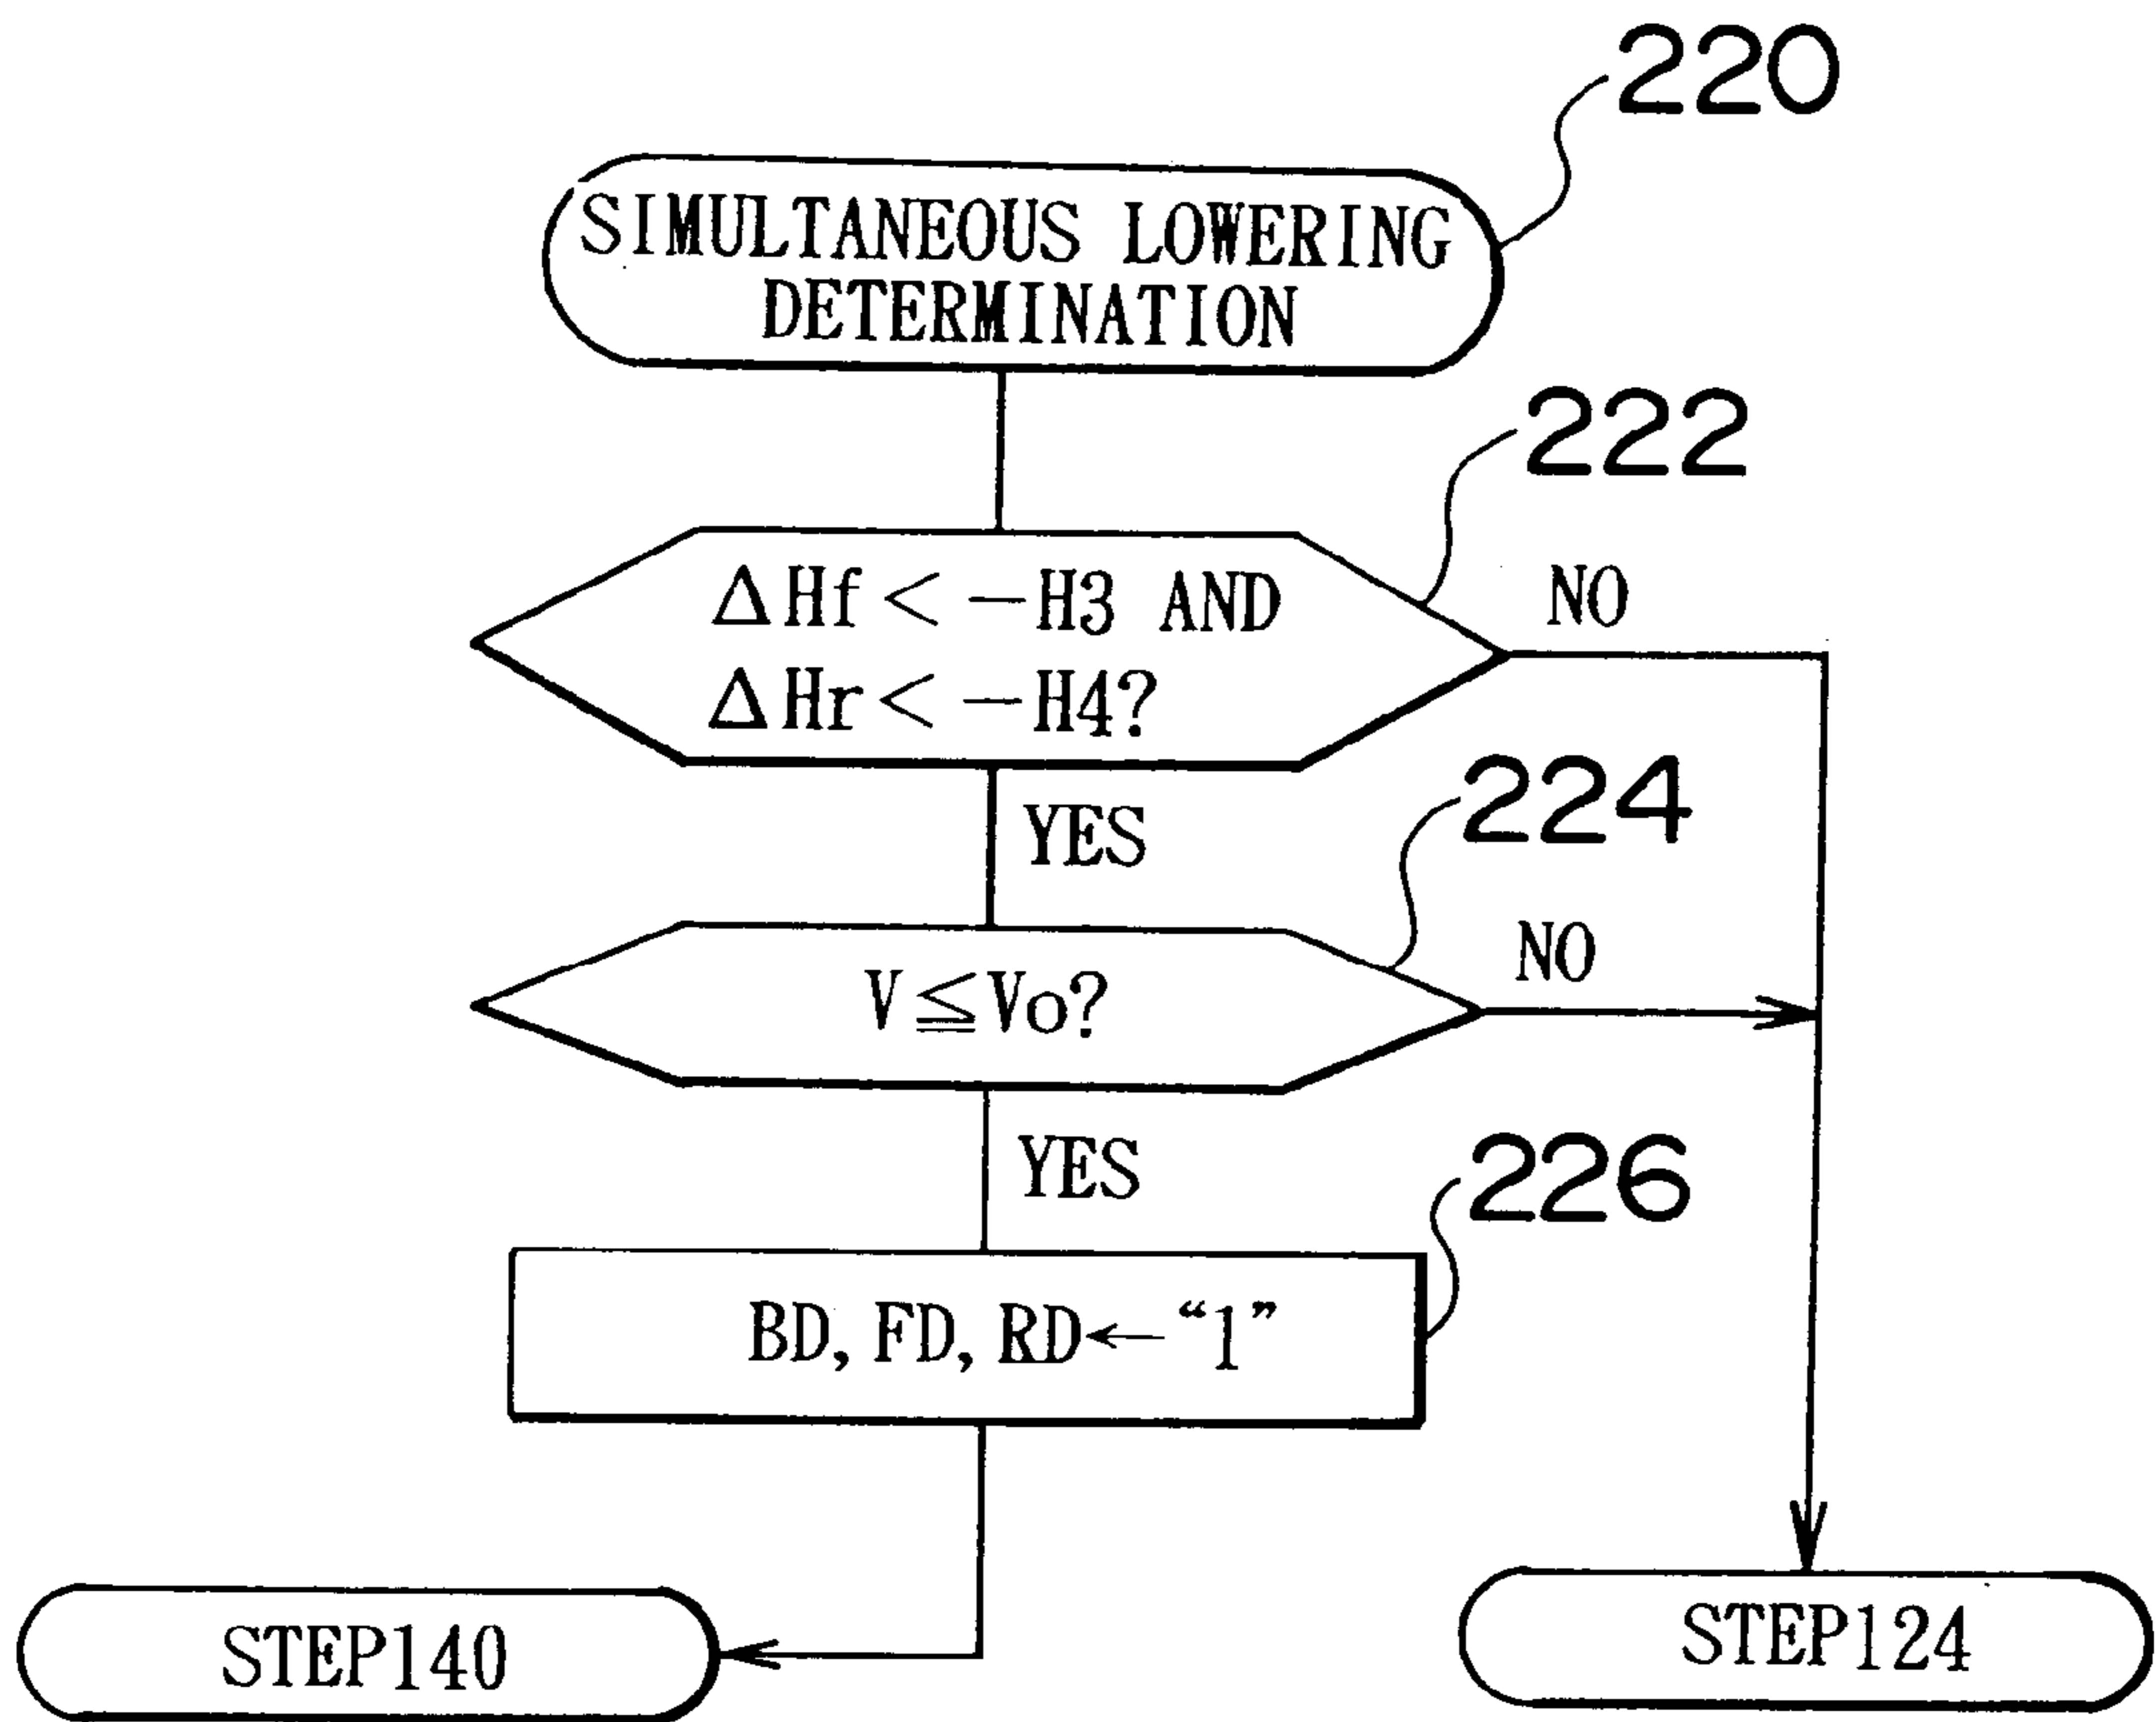 220
SIMULTANEOUS LOWERING
DETERMINATION
222
ΔHf < −H3 AND
ΔHr < −H4?
NO
YES
224
V ≦ Vo?
NO
YES
226
BD, FD, RD ← “1”
STEP140
STEP124